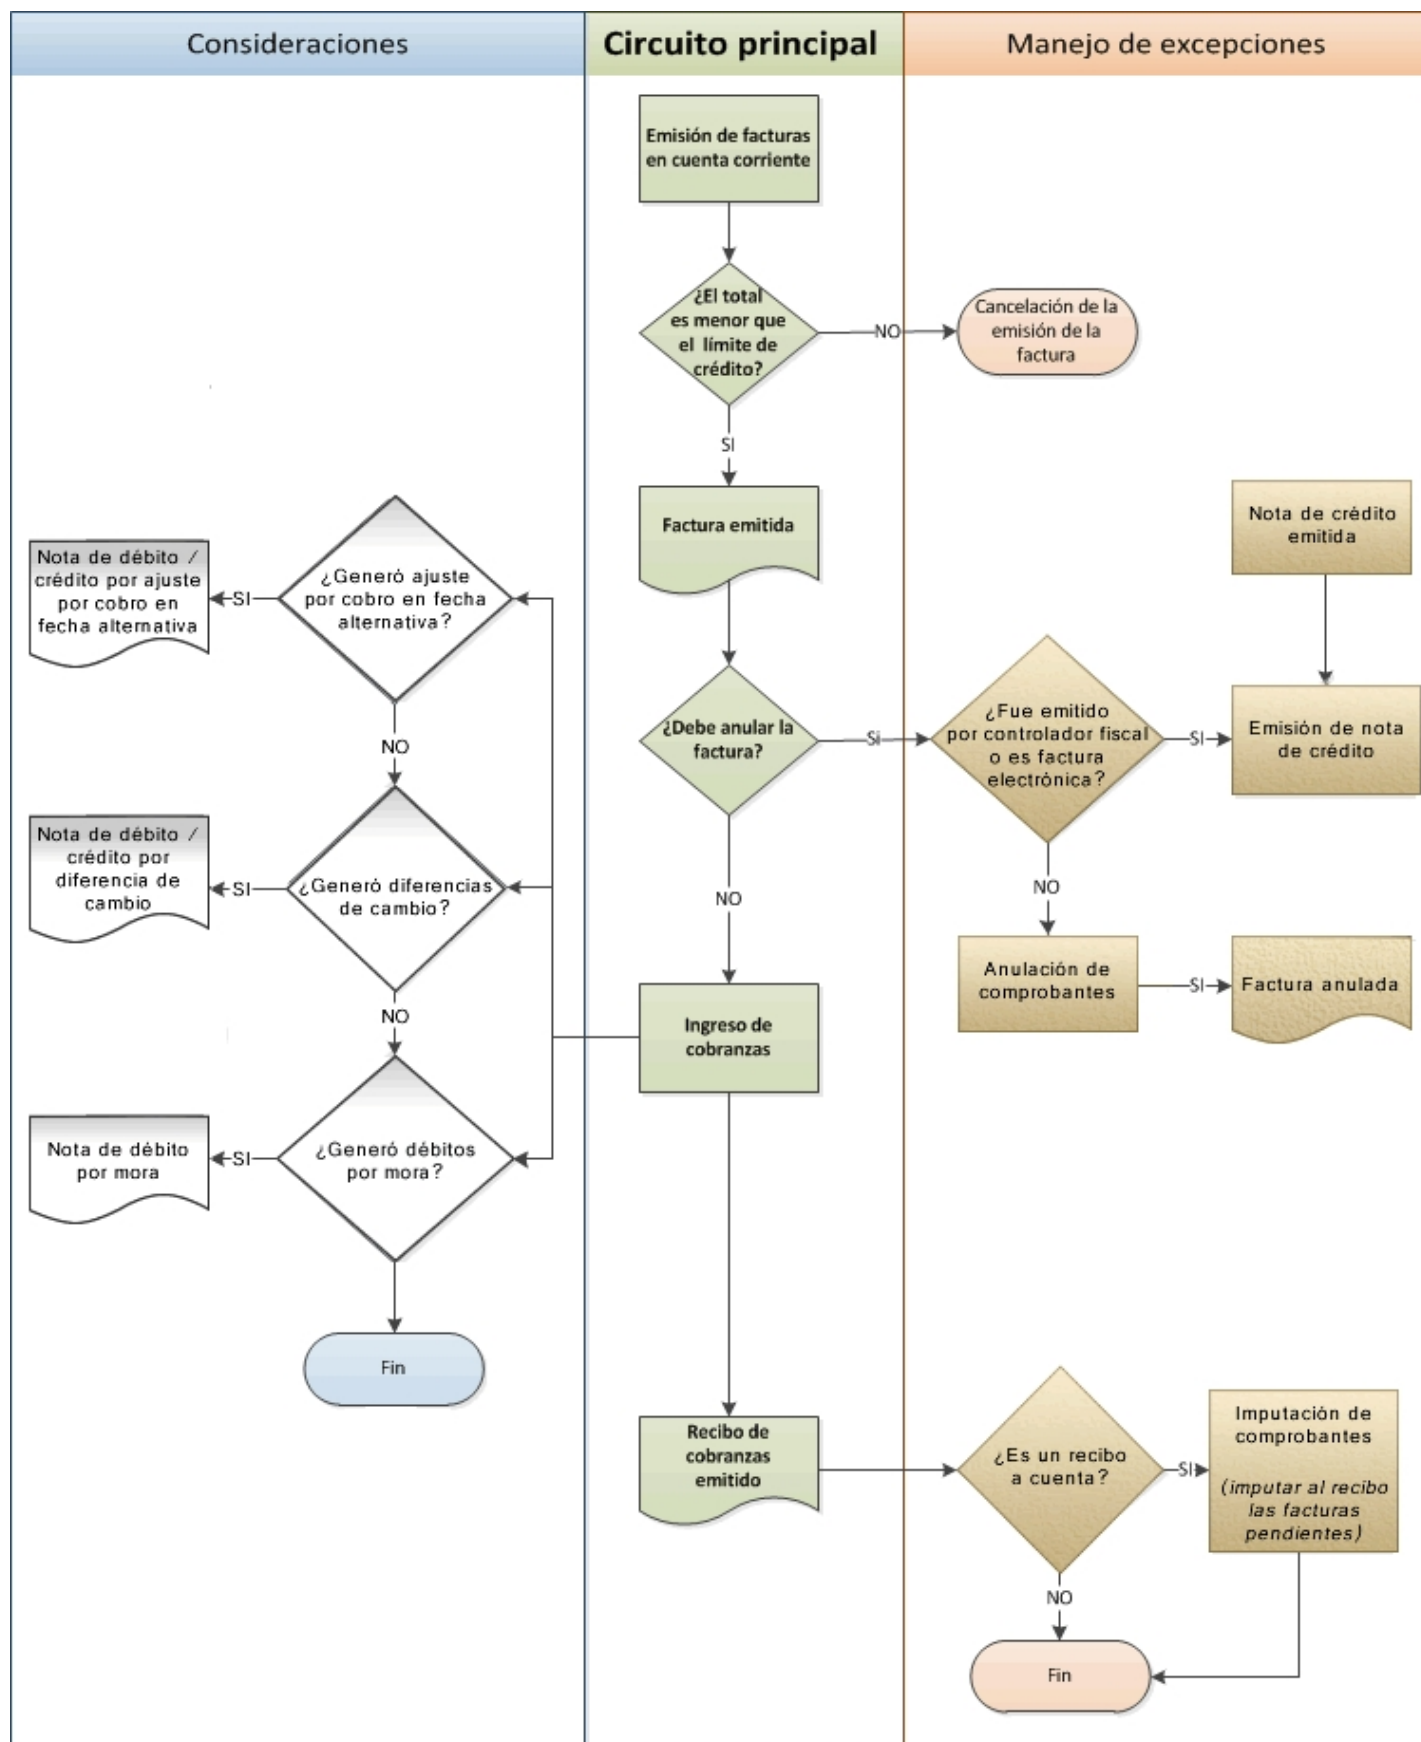 Consideraciones
Circuito principal
Manejo de excepciones
Emisión de facturas
en cuenta corriente
¿El total
es menor que
el límite de
crédito?
NO
Cancelación de la
emisión de la
factura
SI
Factura emitida
Nota de crédito
emitida
Nota de débito /
crédito por ajuste
por cobro en
fecha alternativa
SI
¿Generó ajuste
por cobro en fecha
alternativa?
¿Debe anular la
factura?
Si
¿Fue emitido
por controlador fiscal
o es factura
electrónica?
SI
Emisión de nota
de crédito
NO
Nota de débito /
crédito por
diferencia de
cambio
SI
¿Generó diferencias
de cambio?
NO
NO
Anulación de
comprobantes
SI
Factura anulada
NO
Ingreso de
cobranzas
Nota de débito
por mora
SI
¿Generó débitos
por mora?
Fin
Recibo de
cobranzas
emitido
¿Es un recibo
a cuenta?
SI
Imputación de
comprobantes
(imputar al recibo
las facturas
pendientes)
NO
Fin